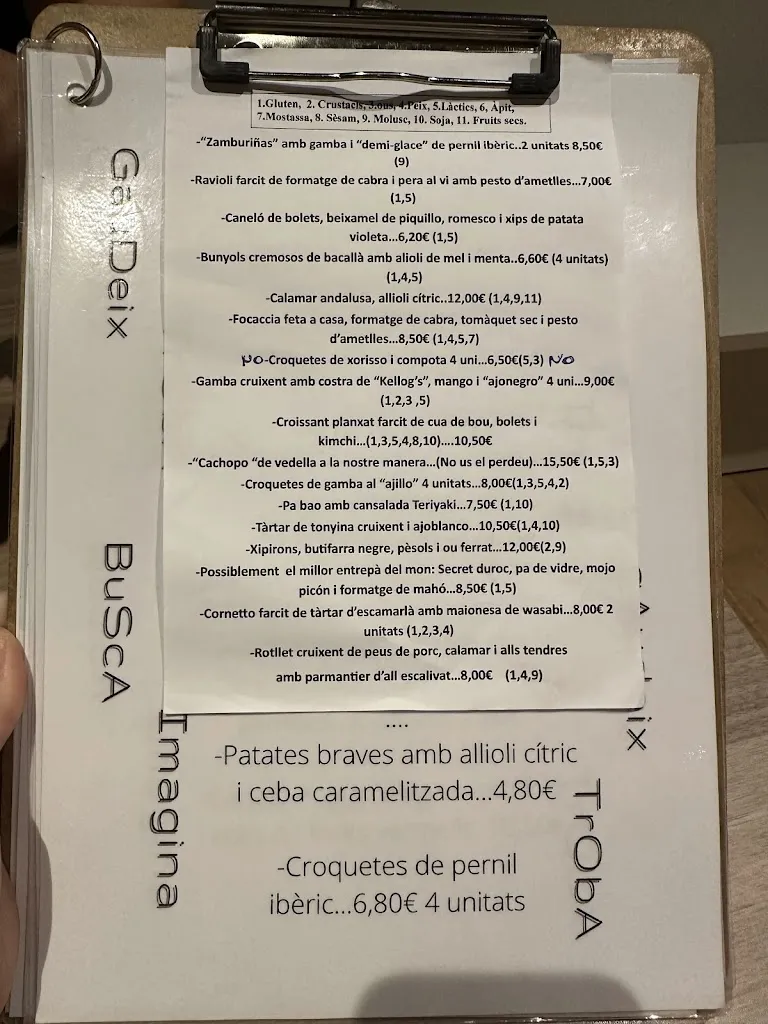 1.Gluten, 2. Crustacis, 3.ous, 4.Peix, 5.Làctics, 6, Àpit,
7.Mostassa, 8. Sèsam, 9. Molusc, 10. Soja, 11. Fruits secs.
-“Zamburiñas” amb gamba i “demi-glace” de pernil ibèric..2 unitats 8,50€
(9)
-Ravioli farcit de formatge de cabra i pera al vi amb pesto d’ametlles...7,00€
(1,5)
-Caneló de bolets, beixamel de piquillo, romesco i xips de patata
violeta...6,20€ (1,5)
-Bunyols cremosos de bacallà amb alioli de mel i menta..6,60€ (4 unitats)
(1,4,5)
-Calamar andalusa, allioli cítric..12,00€ (1,4,9,11)
-Focaccia feta a casa, formatge de cabra, tomàquet sec i pesto
d’ametlles...8,50€ (1,4,5,7)
NO-Croquetes de xorisso i compota 4 uni...6,50€(5,3) NO
-Gamba cruixent amb costra de “Kellog’s”, mango i “ajonegro” 4 uni...9,00€
(1,2,3 ,5)
-Croissant planxat farcit de cua de bou, bolets i
kimchi...(1,3,5,4,8,10)....10,50€
-“Cachopo “de vedella a la nostre manera...(No us el perdeu)...15,50€ (1,5,3)
-Croquetes de gamba al “ajillo” 4 unitats...8,00€(1,3,5,4,2)
-Pa bao amb cansalada Teriyaki...7,50€ (1,10)
-Tàrtar de tonyina cruixent i ajoblanco...10,50€(1,4,10)
-Xipirons, butifarra negre, pèsols i ou ferrat...12,00€(2,9)
-Possiblement el millor entrepà del mon: Secret duroc, pa de vidre, mojo
picón i formatge de mahó...8,50€ (1,5)
-Cornetto farcit de tàrtar d’escamarlà amb maionesa de wasabi...8,00€ 2
unitats (1,2,3,4)
-Rotllet cruixent de peus de porc, calamar i alls tendres
amb parmantier d’all escalivat...8,00€ (1,4,9)
....
-Patates braves amb allioli cítric
i ceba caramelitzada...4,80€
-Croquetes de pernil
ibèric...6,80€ 4 unitats
BuScA
Imagina
TrObA